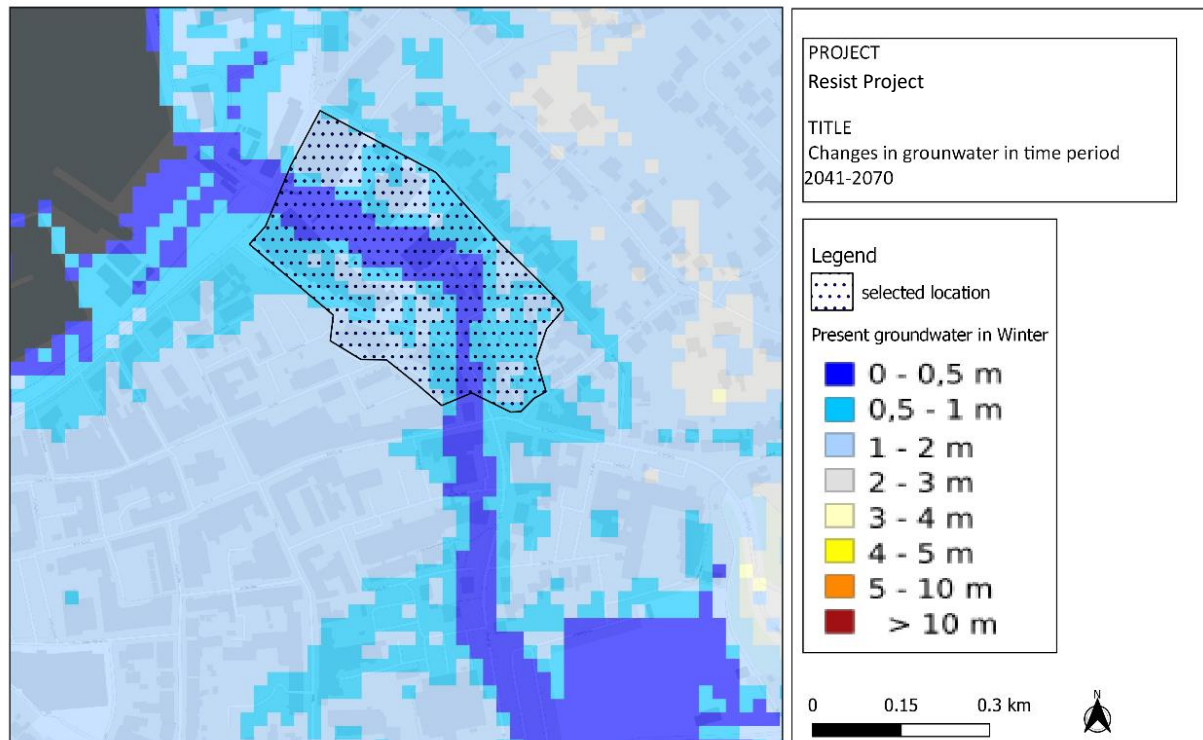 PROJECT
Resist Project
TITLE
Changes in grounwater in time period
2041-2070
Legend
selected location
Present groundwater in Winter
0 - 0,5 m
0,5 - 1 m
1 - 2 m
2 - 3 m
3 - 4 m
4 - 5 m
5 - 10 m
> 10 m
0 0.15 0.3 km
N